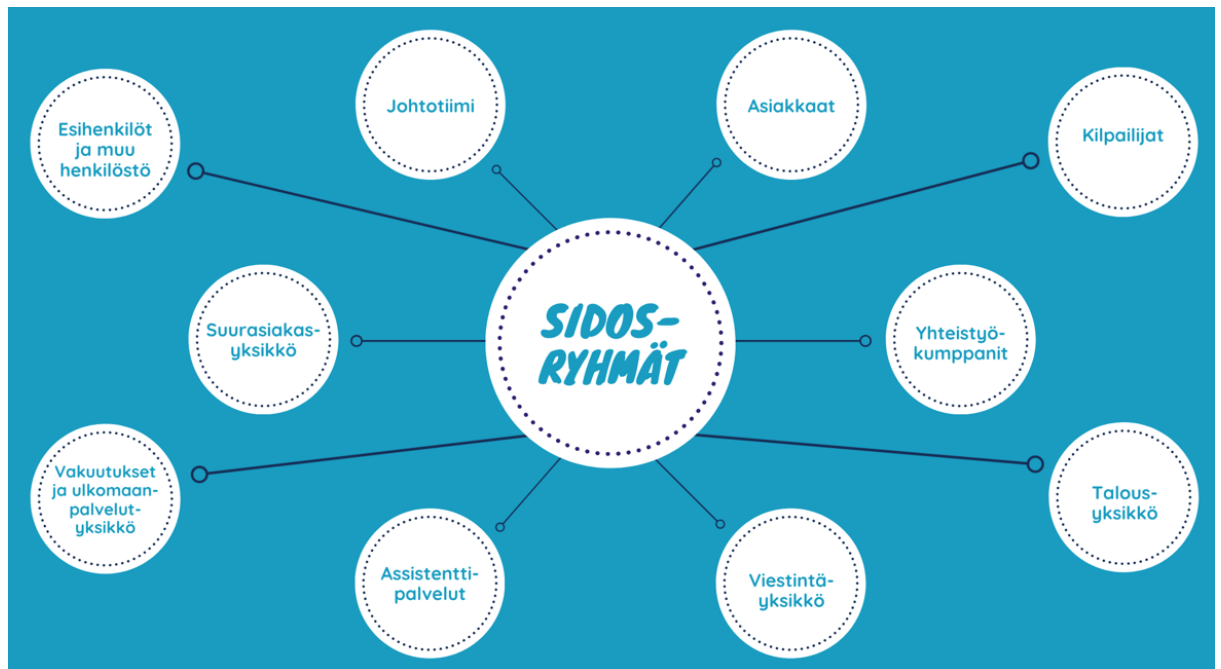 Johtotiimi
Asiakkaat
Esihenkilöt
ja muu
henkilöstö
Kilpailijat
SIDOS-
RYHMÄT
Suurasiakas-
yksikkö
Yhteistyö-
kumppanit
Vakuutukset
ja ulkomaan-
palvelut-
yksikkö
Talous-
yksikkö
Assistentti-
palvelut
Viestintä-
yksikkö